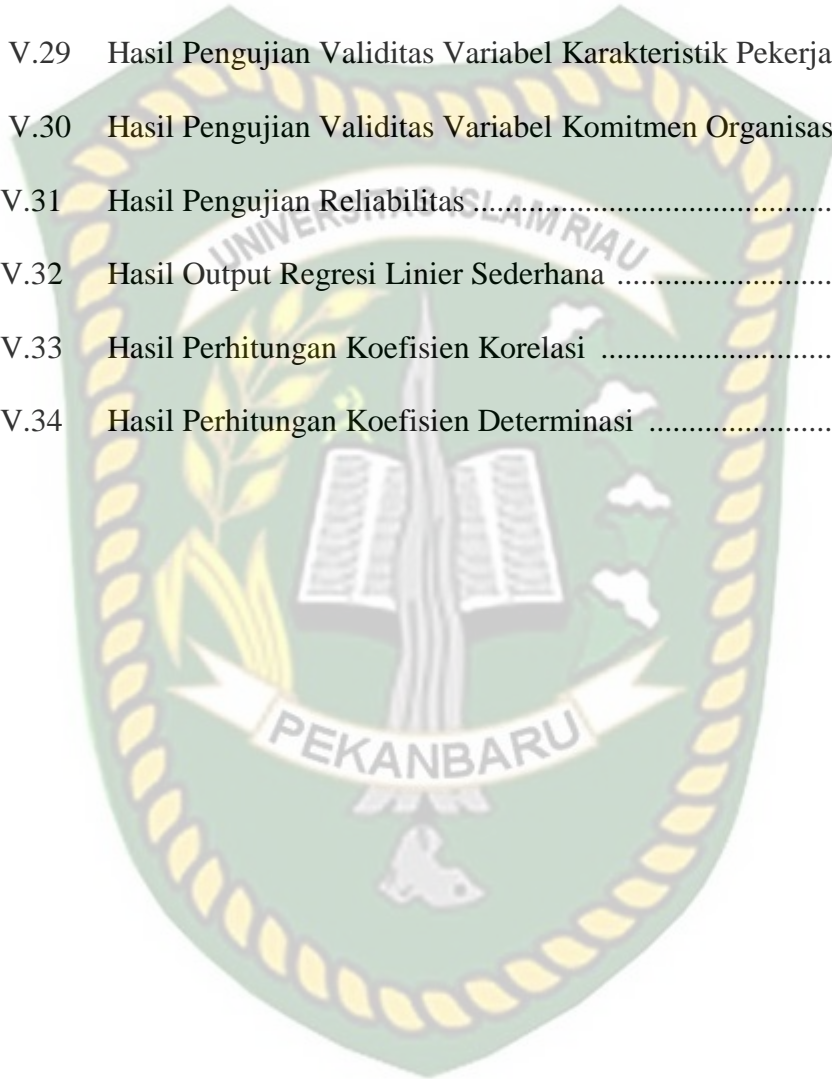 V.29 Hasil Pengujian Validitas Variabel Karakteristik Pekerja
V.30 Hasil Pengujian Validitas Variabel Komitmen Organisas
V.31 Hasil Pengujian Reliabilitas ........................................
UNIVERSITAS ISLAM RIAU
V.32 Hasil Output Regresi Linier Sederhana ........................
V.33 Hasil Perhitungan Koefisien Korelasi ..........................
V.34 Hasil Perhitungan Koefisien Determinasi .....................
PEKANBARU